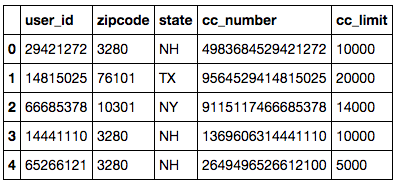 user_id zipcode state cc_number cc_limit
0 29421272 3280 NH 4983684529421272 10000
1 14815025 76101 TX 9564529414815025 20000
2 66685378 10301 NY 9115117466685378 14000
3 14441110 3280 NH 1369606314441110 10000
4 65266121 3280 NH 2649496526612100 5000